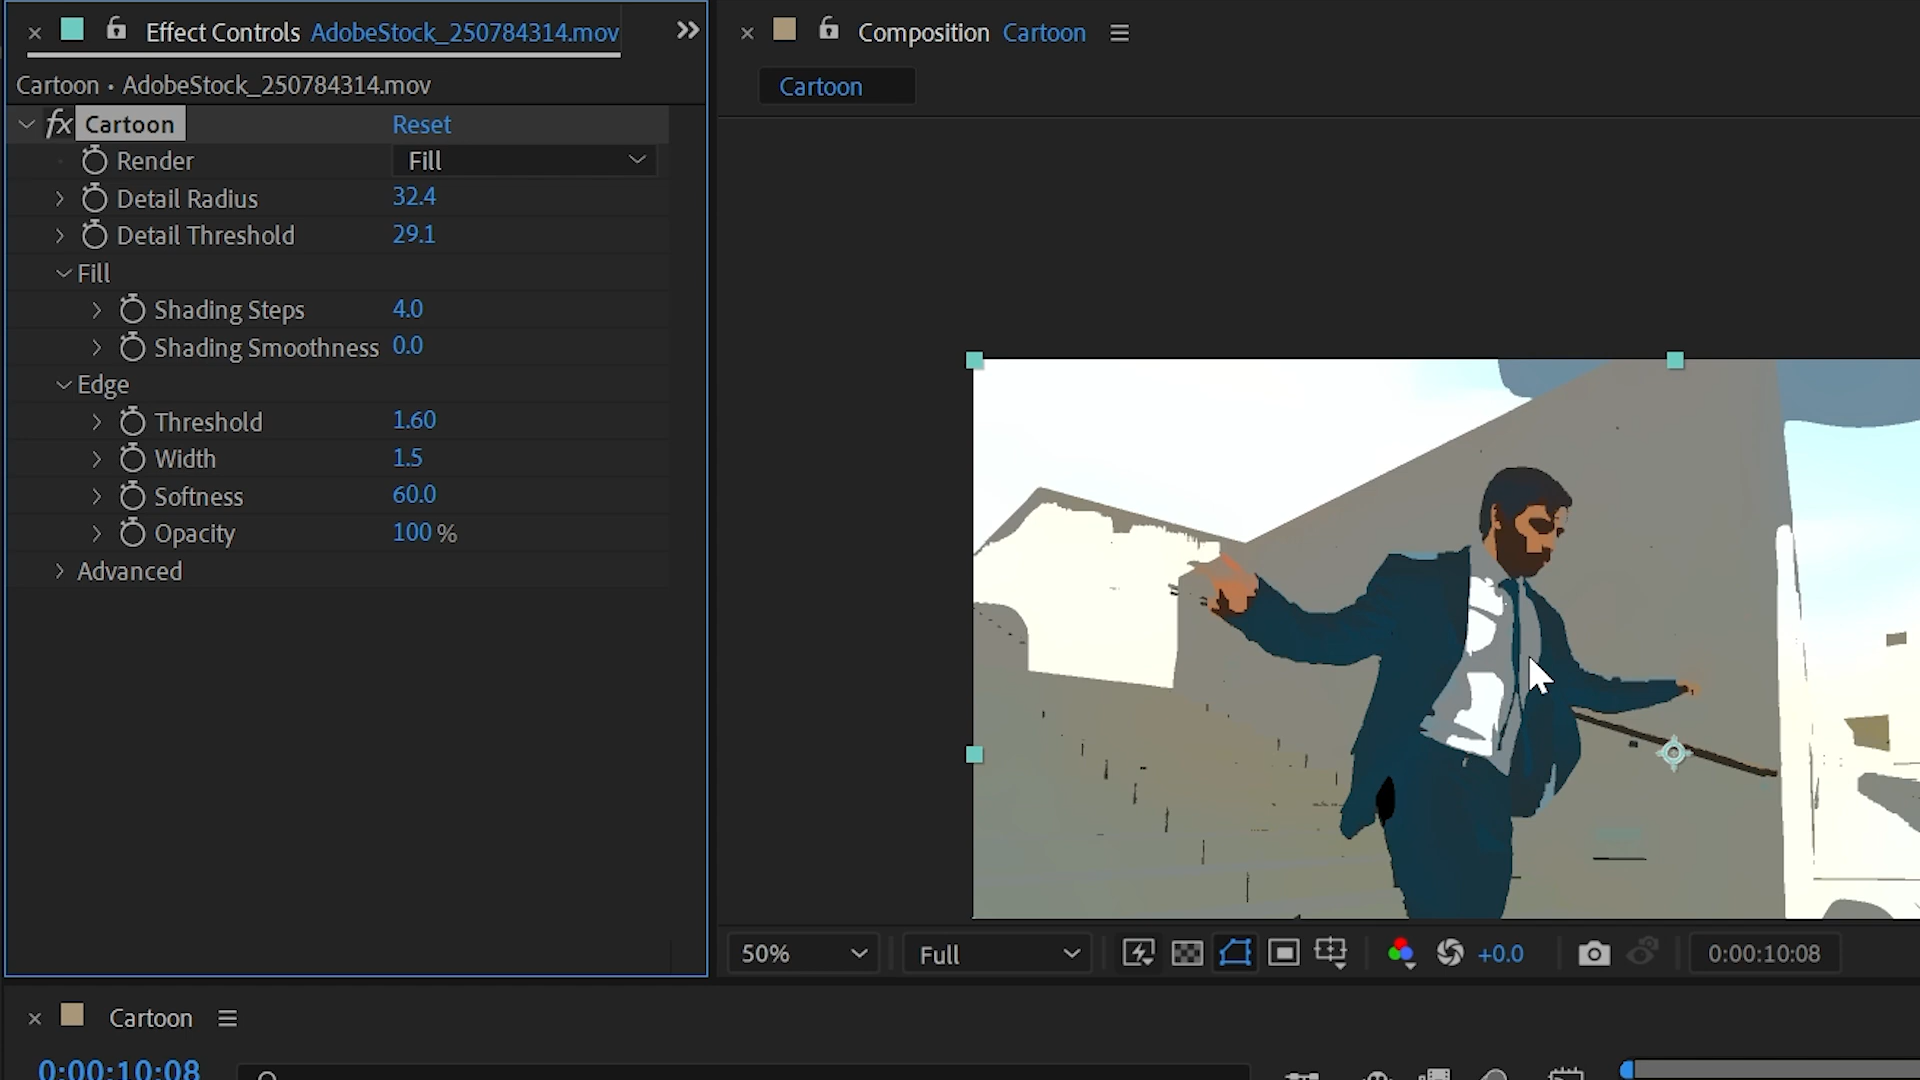 Effect Controls AdobeStock_250784314.mov
Cartoon • AdobeStock_250784314.mov
fx Cartoon Reset
Render Fill
Detail Radius 32.4
Detail Threshold 29.1
Fill
Shading Steps 4.0
Shading Smoothness 0.0
Edge
Threshold 1.60
Width 1.5
Softness 60.0
Opacity 100 %
Advanced
Composition Cartoon
Cartoon
50% Full +0.0 0:00:10:08
Cartoon
0:00:10:08